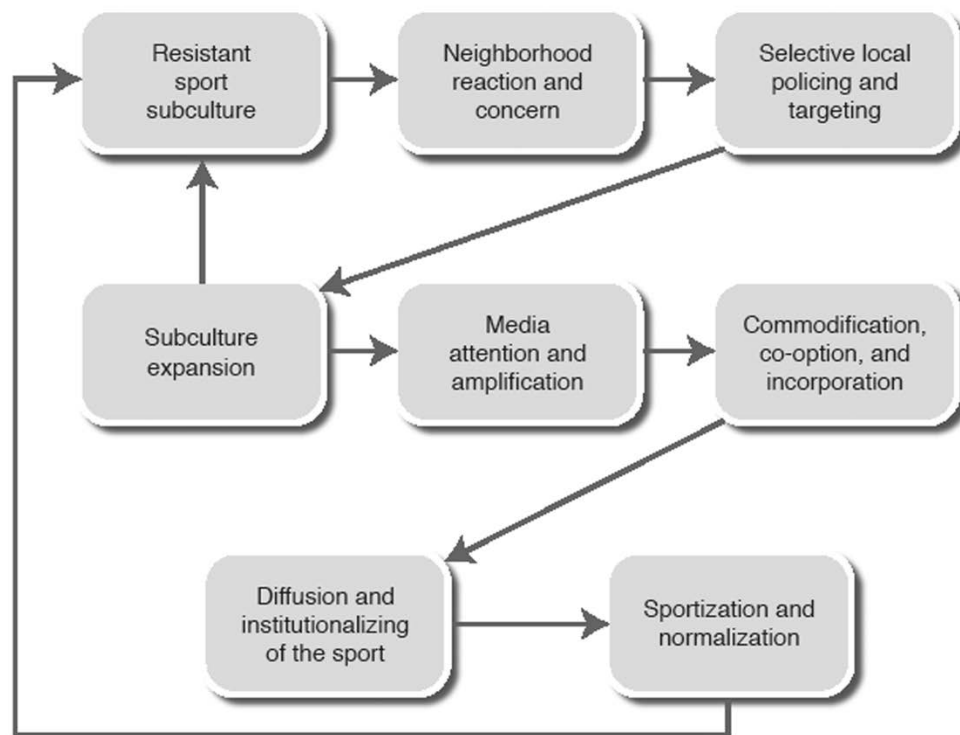 Resistant
sport
subculture
Neighborhood
reaction and
concern
Selective local
policing and
targeting
Subculture
expansion
Media
attention and
amplification
Commodification,
co-option, and
incorporation
Diffusion and
institutionalizing
of the sport
Sportization and
normalization